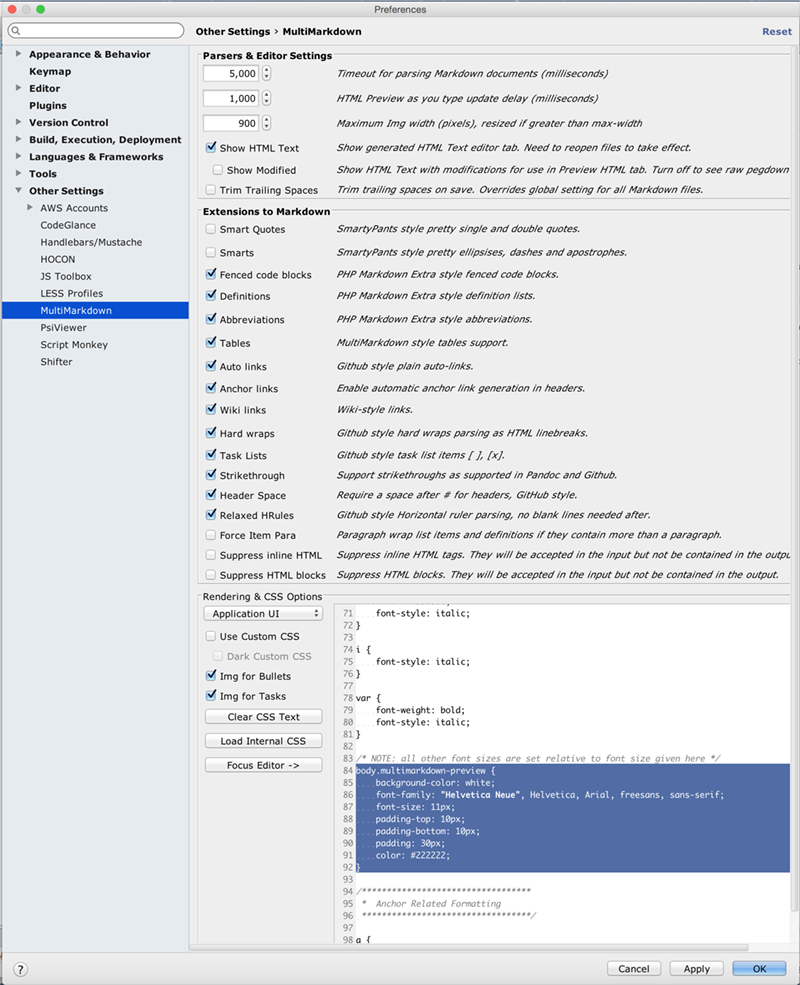 Preferences
Other Settings › MultiMarkdown
Reset
Appearance & Behavior
Keymap
Editor
Plugins
Version Control
Build, Execution, Deployment
Languages & Frameworks
Tools
Other Settings
AWS Accounts
CodeGlance
Handlebars/Mustache
HOCON
JS Toolbox
LESS Profiles
MultiMarkdown
PsiViewer
Script Monkey
Shifter
Parsers & Editor Settings
5,000 Timeout for parsing Markdown documents (milliseconds)
1,000 HTML Preview as you type update delay (milliseconds)
900 Maximum Img width (pixels), resized if greater than max-width
Show HTML Text Show generated HTML Text editor tab. Need to reopen files to take effect.
Show Modified Show HTML Text with modifications for use in Preview HTML tab. Turn off to see raw pegdown
Trim Trailing Spaces Trim trailing spaces on save. Overrides global setting for all Markdown files.
Extensions to Markdown
Smart Quotes SmartyPants style pretty single and double quotes.
Smarts SmartyPants style pretty ellipsises, dashes and apostrophes.
Fenced code blocks PHP Markdown Extra style fenced code blocks.
Definitions PHP Markdown Extra style definition lists.
Abbreviations PHP Markdown Extra style abbreviations.
Tables MultiMarkdown style tables support.
Auto links Github style plain auto-links.
Anchor links Enable automatic anchor link generation in headers.
Wiki links Wiki-style links.
Hard wraps Github style hard wraps parsing as HTML linebreaks.
Task Lists Github style task list items [ ], [x].
Strikethrough Support strikethroughs as supported in Pandoc and Github.
Header Space Require a space after # for headers, GitHub style.
Relaxed HRules Github style Horizontal ruler parsing, no blank lines needed after.
Force Item Para Paragraph wrap list items and definitions if they contain more than a paragraph.
Suppress inline HTML Suppress inline HTML tags. They will be accepted in the input but not be contained in the outpu
Suppress HTML blocks Suppress HTML blocks. They will be accepted in the input but not be contained in the output.
Rendering & CSS Options
Application UI
Use Custom CSS
Dark Custom CSS
Img for Bullets
Img for Tasks
Clear CSS Text
Load Internal CSS
Focus Editor ->
71 font-style: italic;
72 }
73
74 i {
75 font-style: italic;
76 }
77
78 var {
79 font-weight: bold;
80 font-style: italic;
81 }
82
83 /* NOTE: all other font sizes are set relative to font size given here */
84 body.multimarkdown-preview {
85 background-color: white;
86 font-family: "Helvetica Neue", Helvetica, Arial, freesans, sans-serif;
87 font-size: 11px;
88 padding-top: 10px;
89 padding-bottom: 10px;
90 padding: 30px;
91 color: #222222;
92 }
93
94 /*********************************
95 * Anchor Related Formatting
96 *********************************/
97
98 a {
?
Cancel
Apply
OK